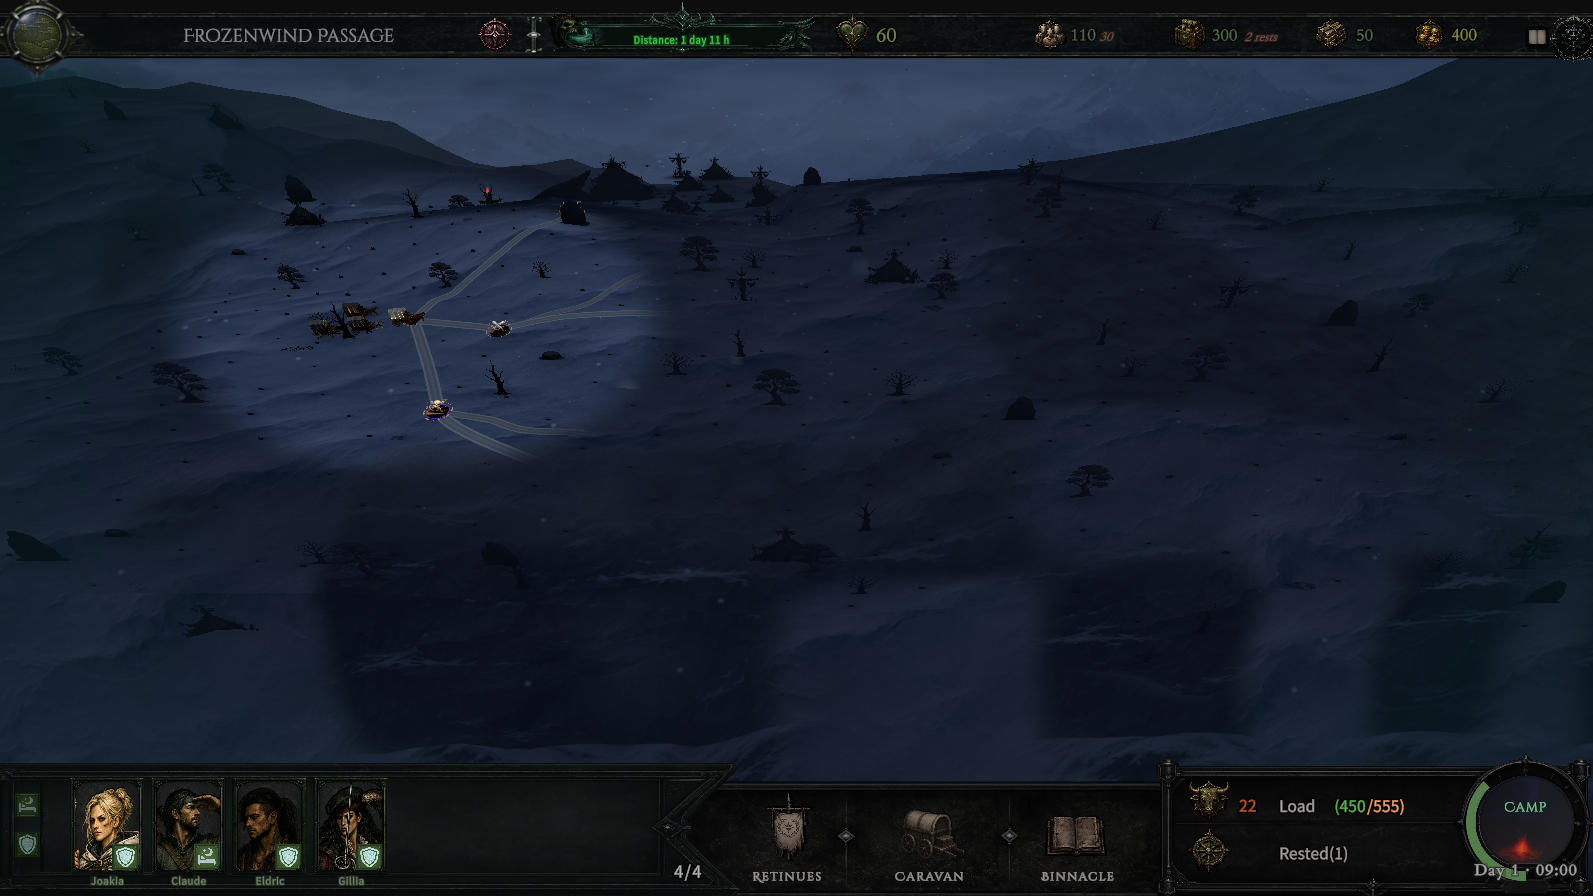 FROZENWIND PASSAGE
Distance: 1 day 11 h
60
110 30
300 2 rests
50
400
Joakia
Claude
Eldric
Gillia
4/4
RETINUES
CARAVAN
BINNACLE
22 Load (450/555)
Rested(1)
CAMP
Day 1 · 09:00